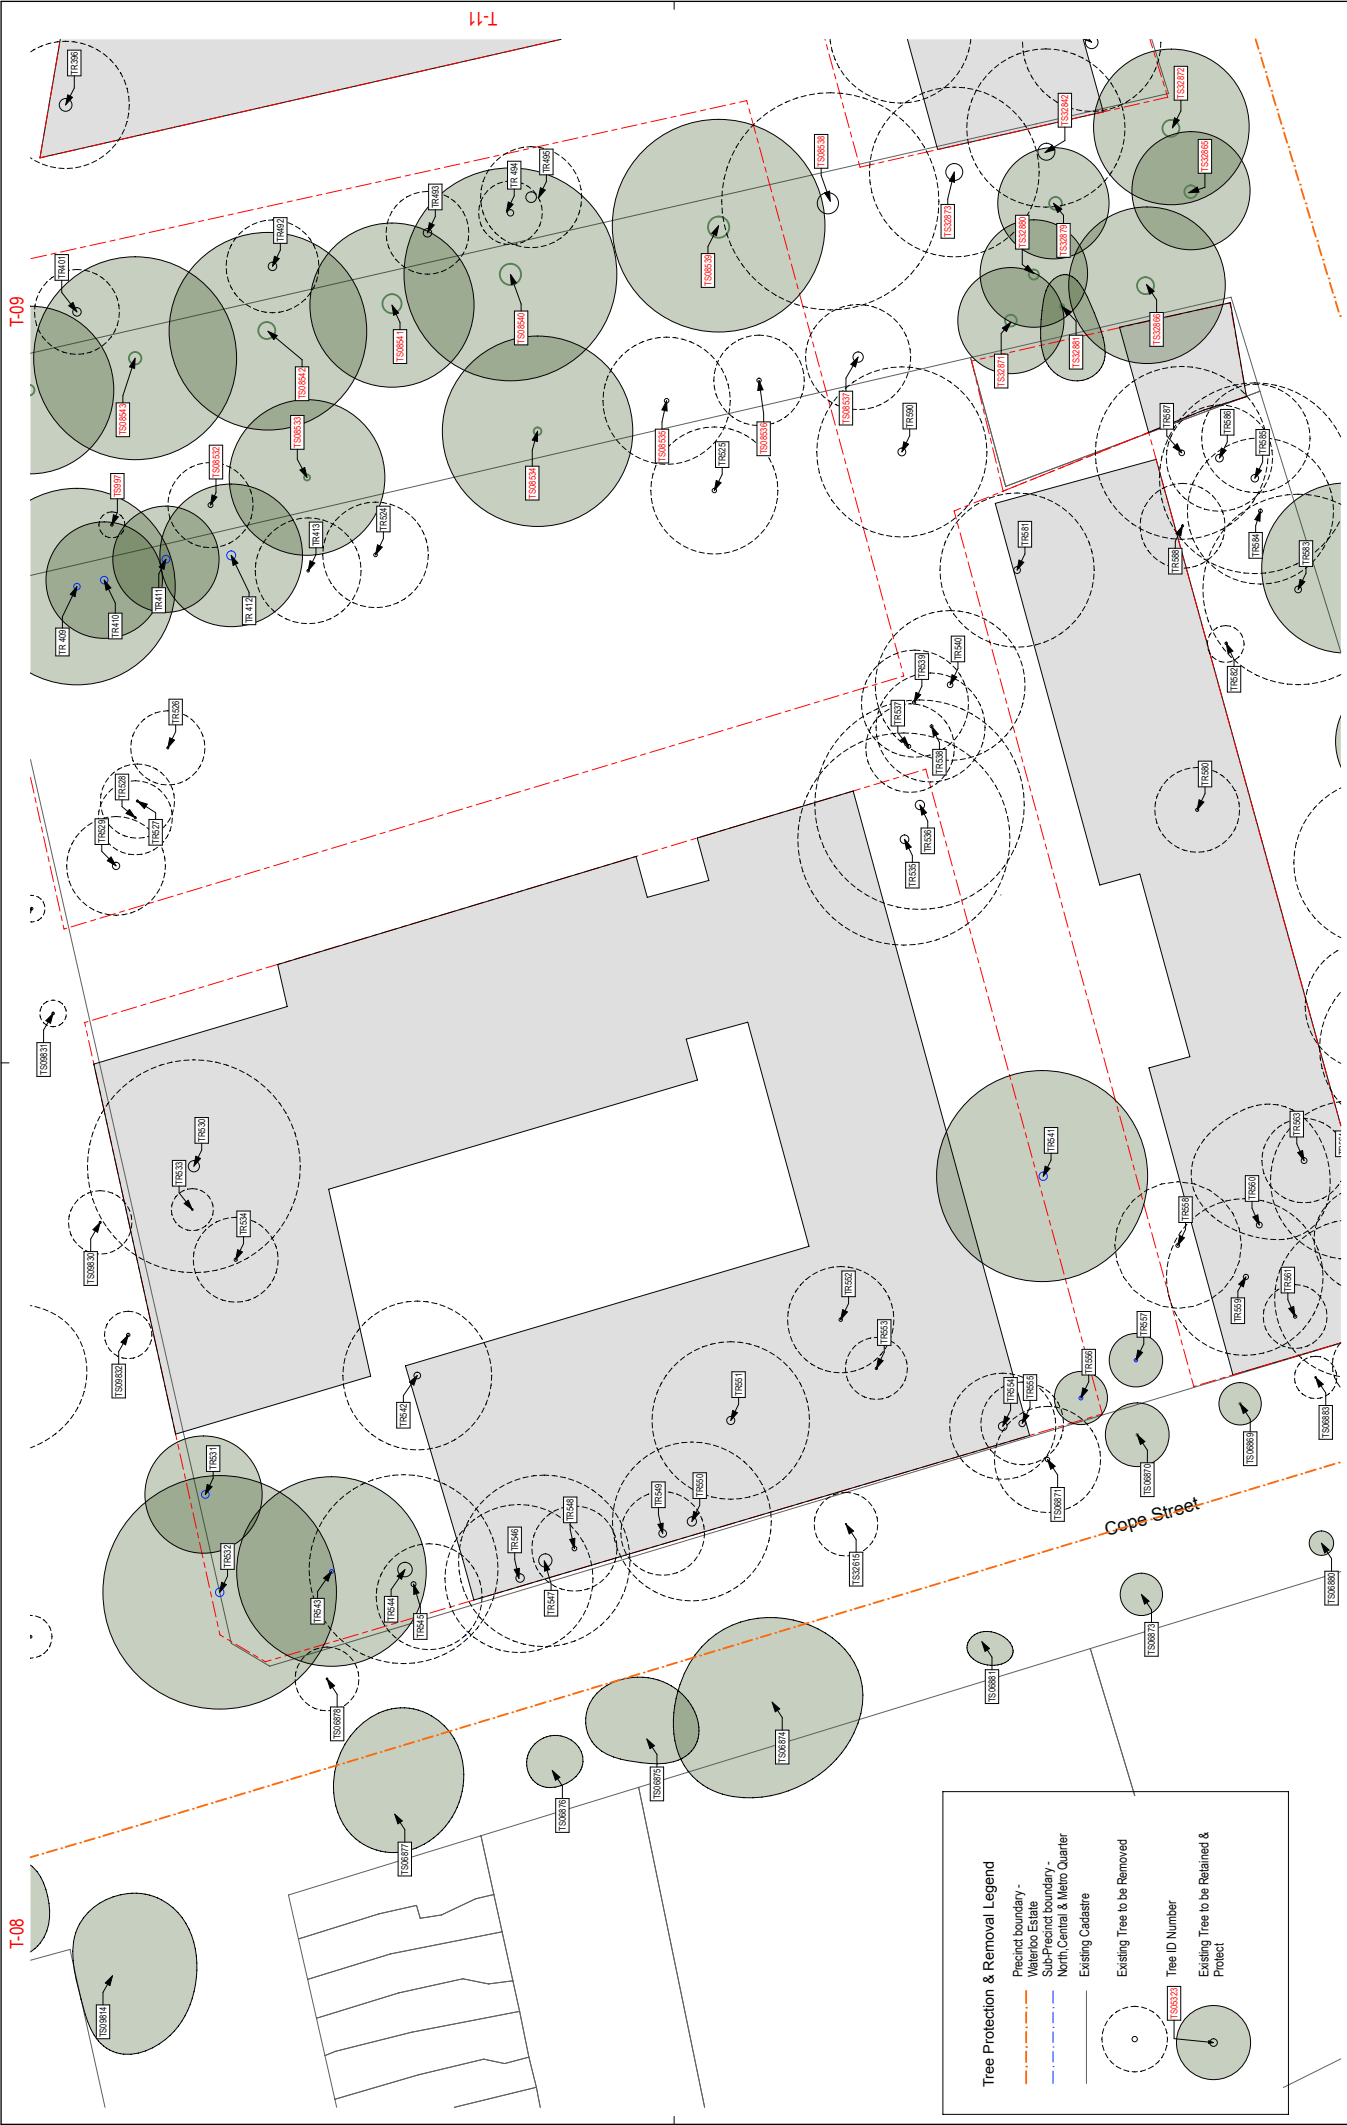 T-11
T-09
T-08
TR396
TR401
TR492
TR493
TR 494
TR495
TS08538
TS32842
TS32872
TS32865
TS32873
TS32880
TS32879
TS08543
TS08542
TS08541
TS08540
TS08539
TS32871
TS32881
TS32866
TS997
TS08532
TS08533
TS08534
TS08535
TR525
TS08536
TS08537
TR590
TR587
TR586
TR585
TR 409
TR410
TR411
TR 412
TR413
TR524
TR581
TR588
TR584
TR583
TR582
TR526
TR528
TR527
TR529
TR537
TR539
TR540
TR538
TR536
TR535
TR580
TS09831
TR530
TR533
TR534
TS09830
TS09832
TR541
TR563
TR560
TR558
TR559
TR561
TR552
TR553
TR557
TR556
TR542
TR551
TR554
TR555
TS06883
TS06869
TS06870
TS06871
TR531
TR532
TR543
TR544
TR545
TR546
TR547
TR548
TR549
TR550
TS32615
Cope Street
TS06880
TS06873
TS06881
TS06878
TS06874
TS06875
TS06876
TS06877
TS09814
Tree Protection & Removal Legend
Precinct boundary -
Waterloo Estate
Sub-Precinct boundary -
North,Central & Metro Quarter
Existing Cadastre
Existing Tree to be Removed
TS05323
Tree ID Number
Existing Tree to be Retained &
Protect